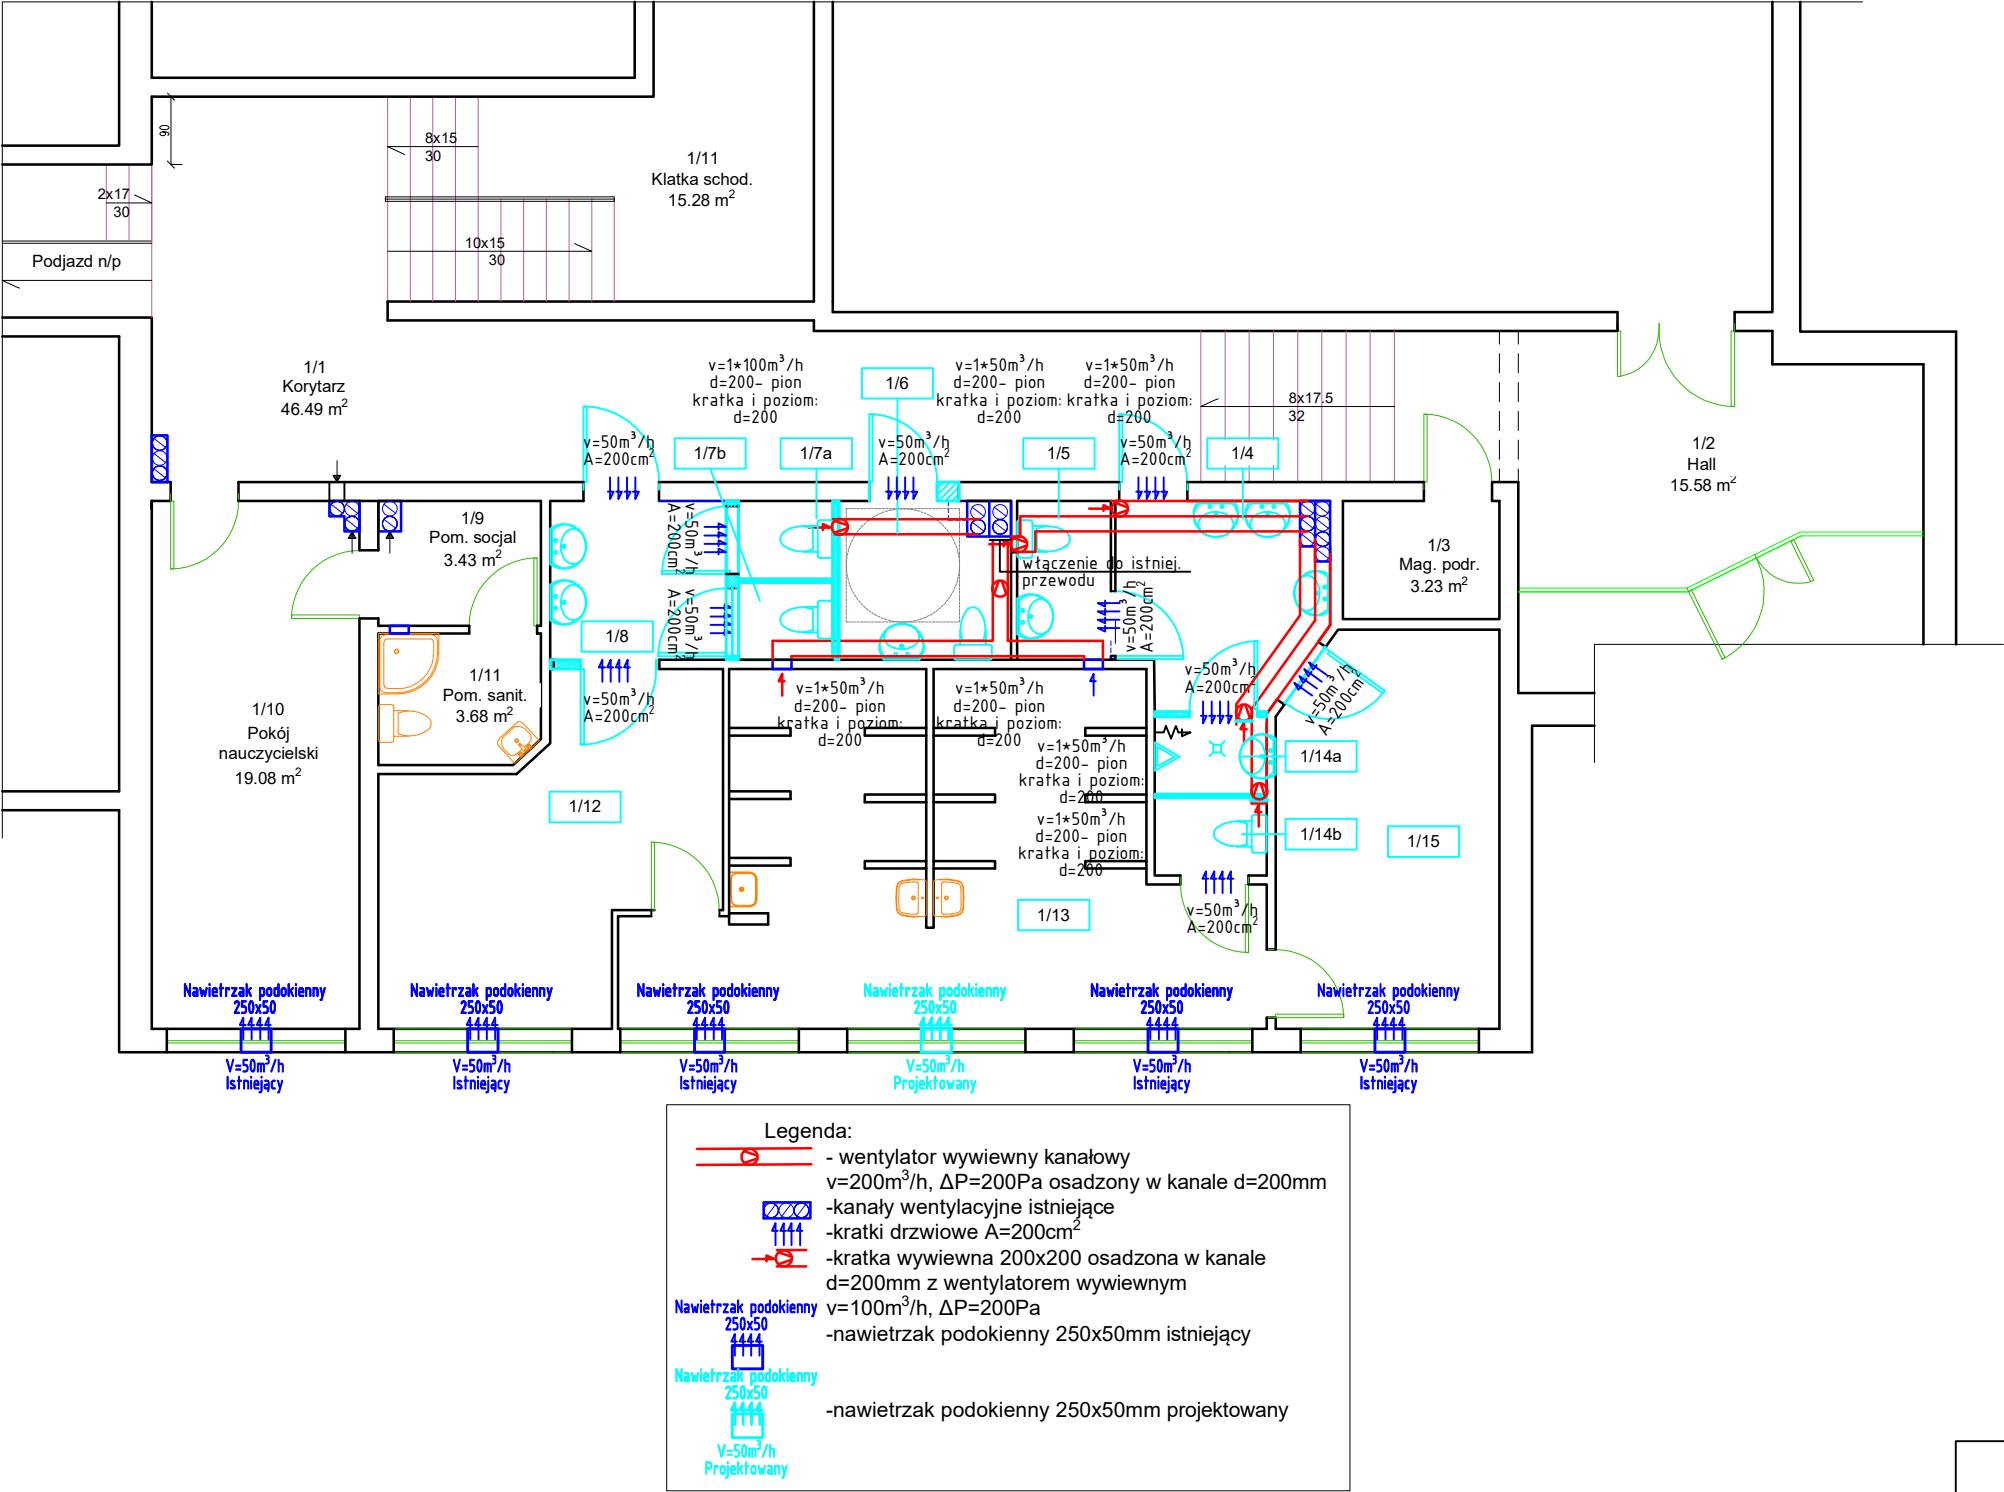 90
8x15
30
1/11
Klatka schod.
15.28 m²
2x17
30
10x15
30
Podjazd n/p
1/1
Korytarz
46.49 m²
v=1*100m³/h
d=200- pion
kratka i poziom:
d=200
1/6
v=1*50m³/h
d=200- pion
kratka i poziom:
d=200
v=1*50m³/h
d=200- pion
kratka i poziom:
d=200
8x17.5
32
1/2
Hall
15.58 m²
v=50m³/h
A=200cm²
1/7b
1/7a
v=50m³/h
A=200cm²
1/5
v=50m³/h
A=200cm²
1/4
1/9
Pom. socjal
3.43 m²
v=50m³/h
A=200cm²
włączenie do istniej.
przewodu
1/3
Mag. podr.
3.23 m²
v=50m³/h
A=200cm²
v=50m³/h
A=200cm²
1/8
1/11
Pom. sanit.
3.68 m²
v=50m³/h
A=200cm²
v=1*50m³/h
d=200- pion
kratka i poziom:
d=200
v=1*50m³/h
d=200- pion
kratka i poziom:
d=200
v=50m³/h
A=200cm²
v=50m³/h
A=200cm²
1/10
Pokój
nauczycielski
19.08 m²
v=1*50m³/h
d=200- pion
kratka i poziom:
d=200
1/14a
1/12
v=1*50m³/h
d=200- pion
kratka i poziom:
d=200
1/14b
1/15
1/13
v=50m³/h
A=200cm²
Nawietrzak podokienny
250x50
V=50m³/h
Istniejący
Nawietrzak podokienny
250x50
V=50m³/h
Istniejący
Nawietrzak podokienny
250x50
V=50m³/h
Istniejący
Nawietrzak podokienny
250x50
V=50m³/h
Projektowany
Nawietrzak podokienny
250x50
V=50m³/h
Istniejący
Nawietrzak podokienny
250x50
V=50m³/h
Istniejący
Legenda:
- wentylator wywiewny kanałowy
v=200m³/h, ΔP=200Pa osadzony w kanale d=200mm
-kanały wentylacyjne istniejące
-kratki drzwiowe A=200cm²
-kratka wywiewna 200x200 osadzona w kanale
d=200mm z wentylatorem wywiewnym
v=100m³/h, ΔP=200Pa
Nawietrzak podokienny
250x50
-nawietrzak podokienny 250x50mm istniejący
Nawietrzak podokienny
250x50
-nawietrzak podokienny 250x50mm projektowany
V=50m³/h
Projektowany